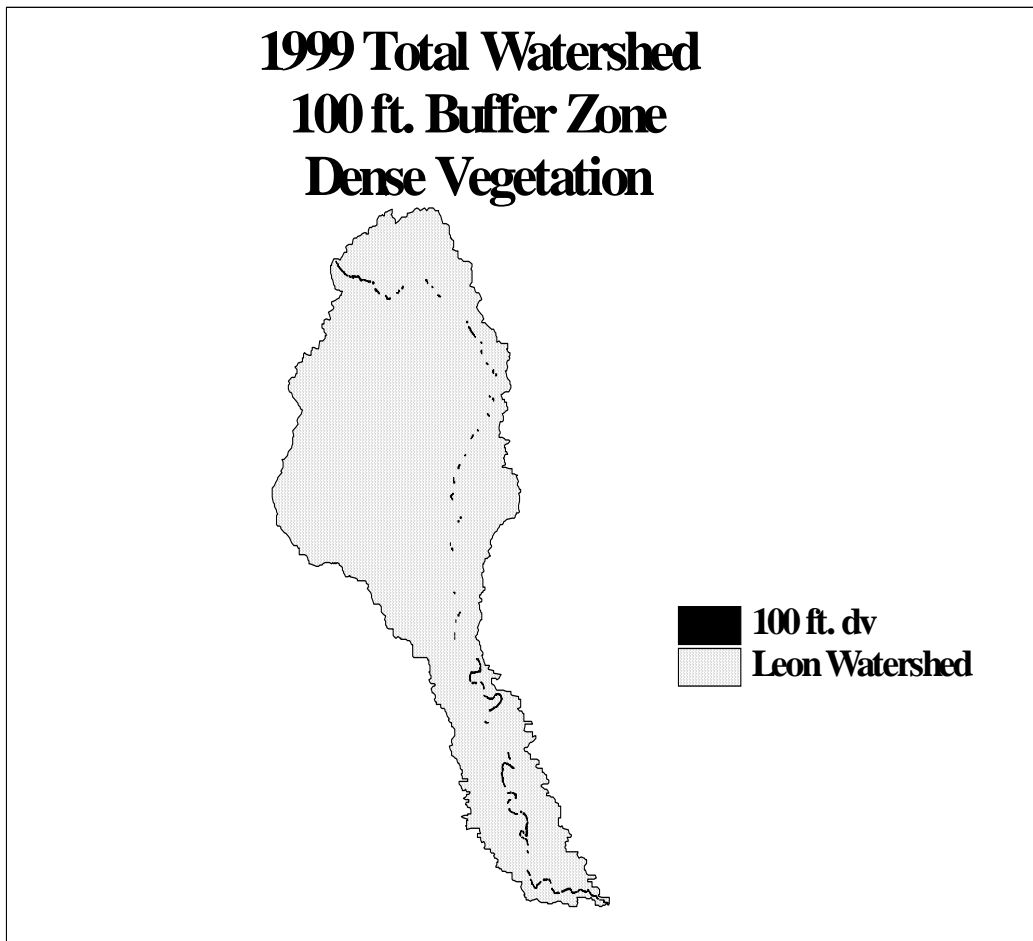 1999 Total Watershed
100 ft. Buffer Zone
Dense Vegetation
100 ft. dv
Leon Watershed